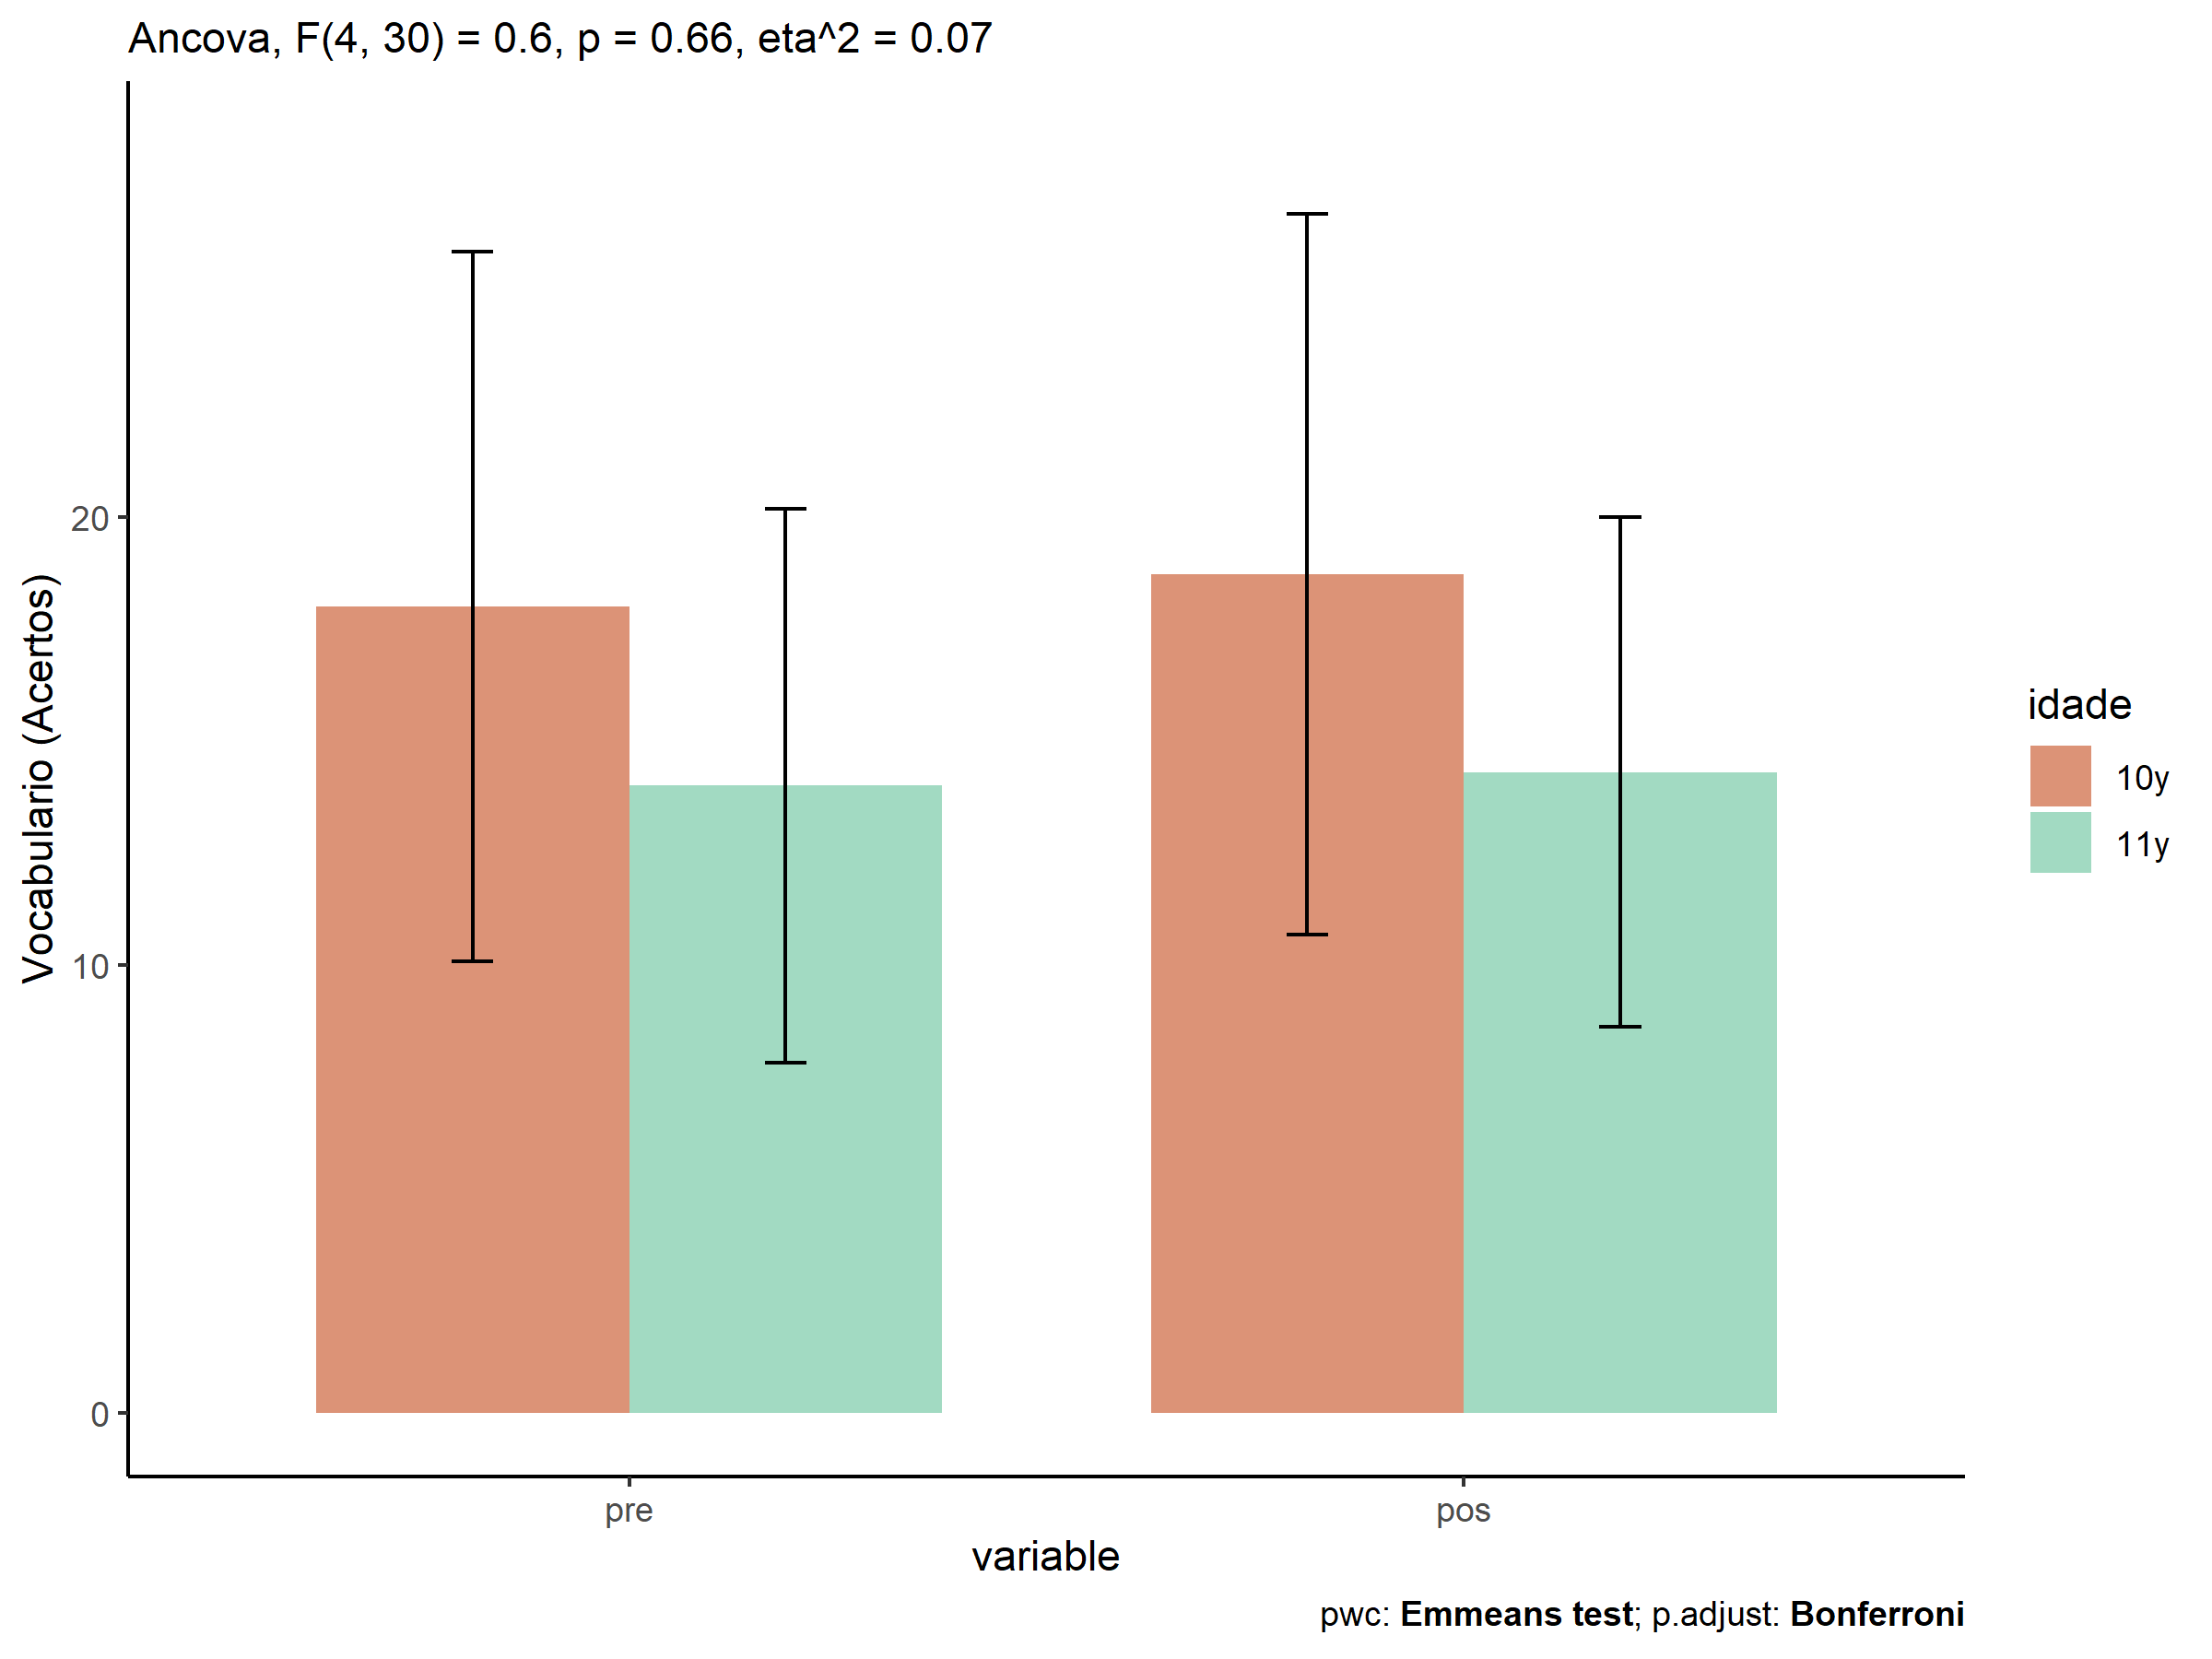 Ancova, F(4, 30) = 0.6, p = 0.66, eta^2 = 0.07
Vocabulario (Acertos)
20
10
0
pre
pos
variable
idade
10y
11y
pwc: Emmeans test; p.adjust: Bonferroni